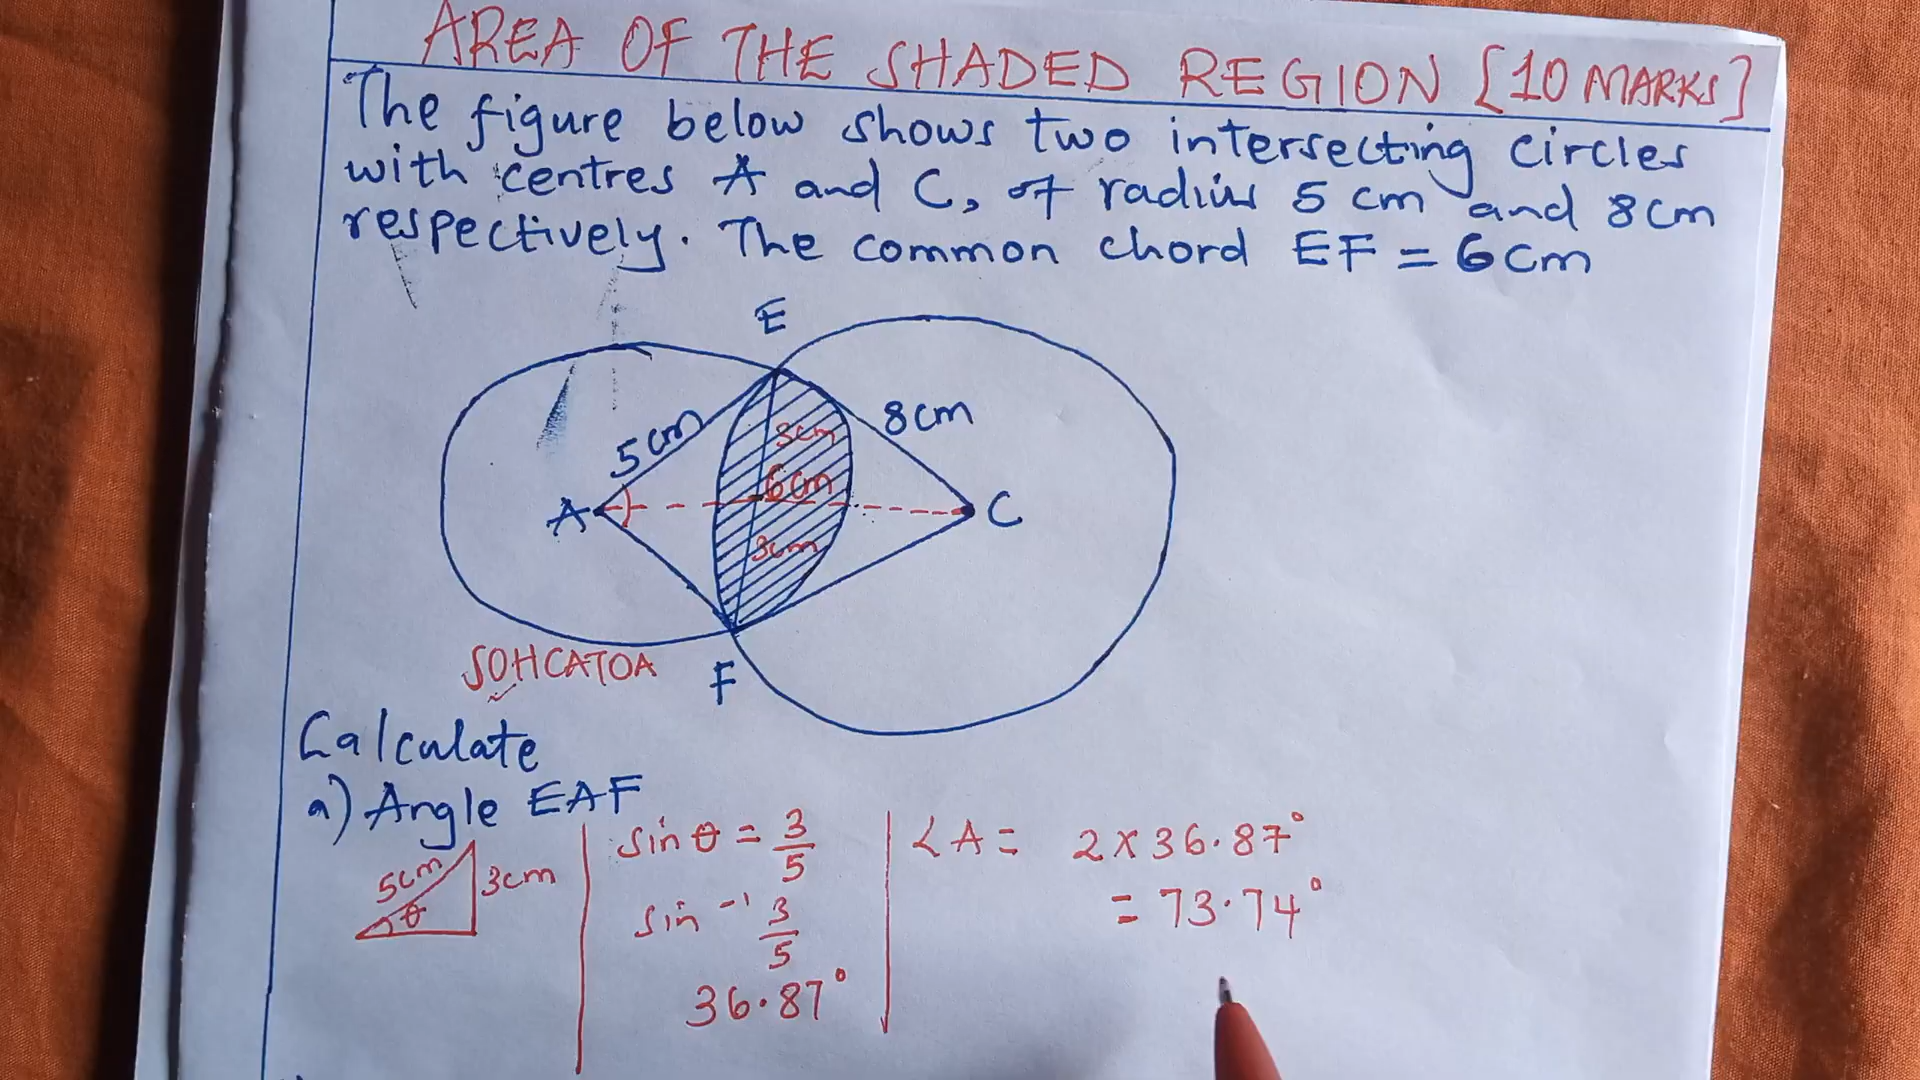 AREA OF THE SHADED REGION [10 MARKS]
The figure below shows two intersecting circles
with centres A and C, of radius 5 cm and 8cm
respectively. The common chord EF = 6cm
E
5cm
8cm
3cm
6cm
A
C
3cm
SOHCATOA
F
Calculate
a) Angle EAF
5cm
3cm
θ
sin θ = 3/5
sin -1 3/5
36.87°
∠A = 2 x 36.87°
= 73.74°